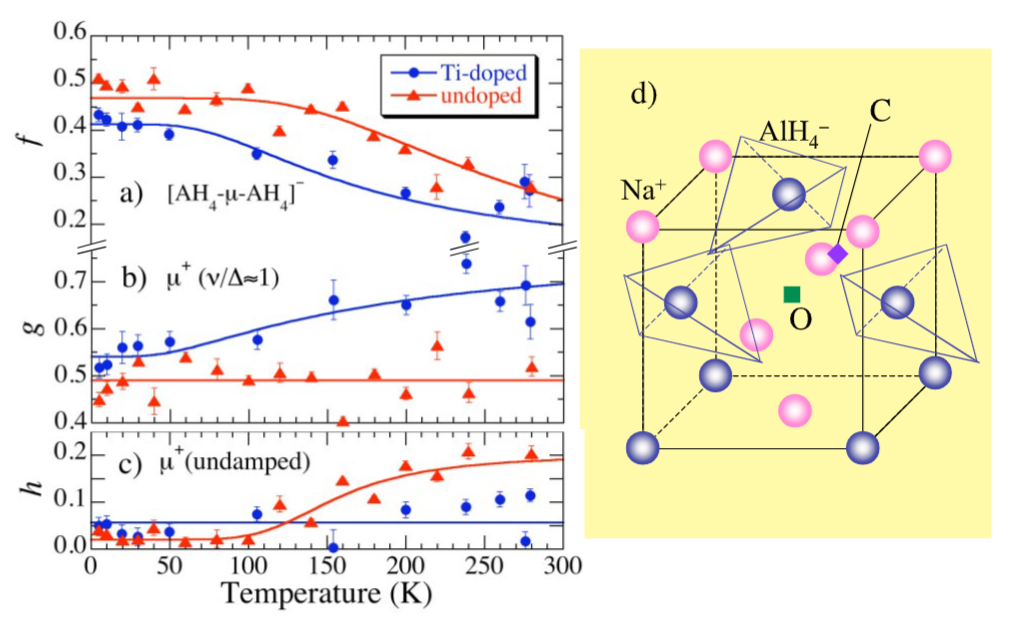 0.6
0.5
0.4
0.3
0.2
f
Ti-doped
undoped
a) [AH₄-μ-AH₄]⁻
0.7
0.6
0.5
0.4
g
b) μ⁺ (ν/Δ≈1)
0.2
0.1
0.0
h
c) μ⁺(undamped)
0 50 100 150 200 250 300
Temperature (K)
d)
C
AlH₄⁻
Na⁺
O